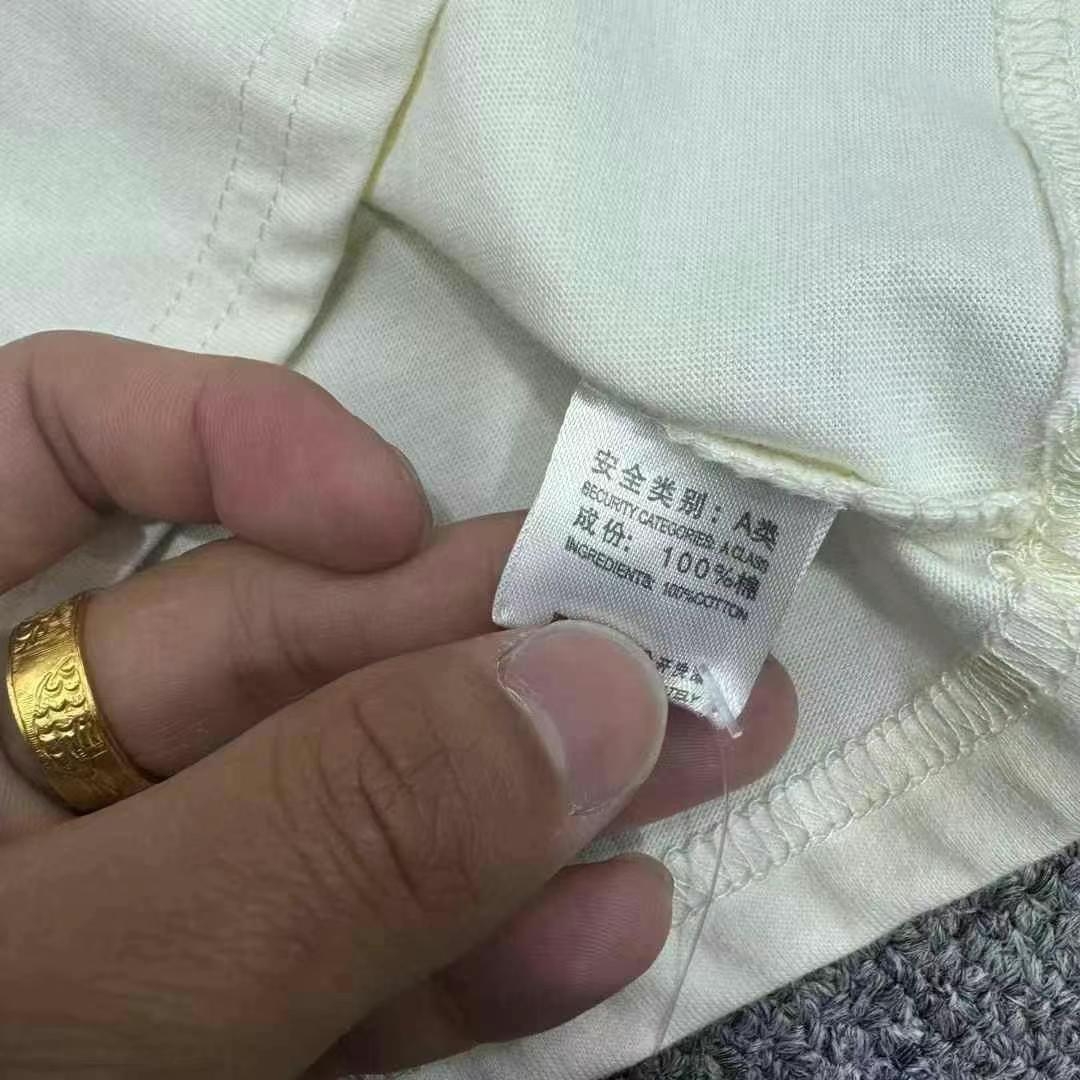 安全类别：A类
SECURITY CATEGORIES: A CLASS
成份：100%棉
INGREDIENTS: 100%COTTON